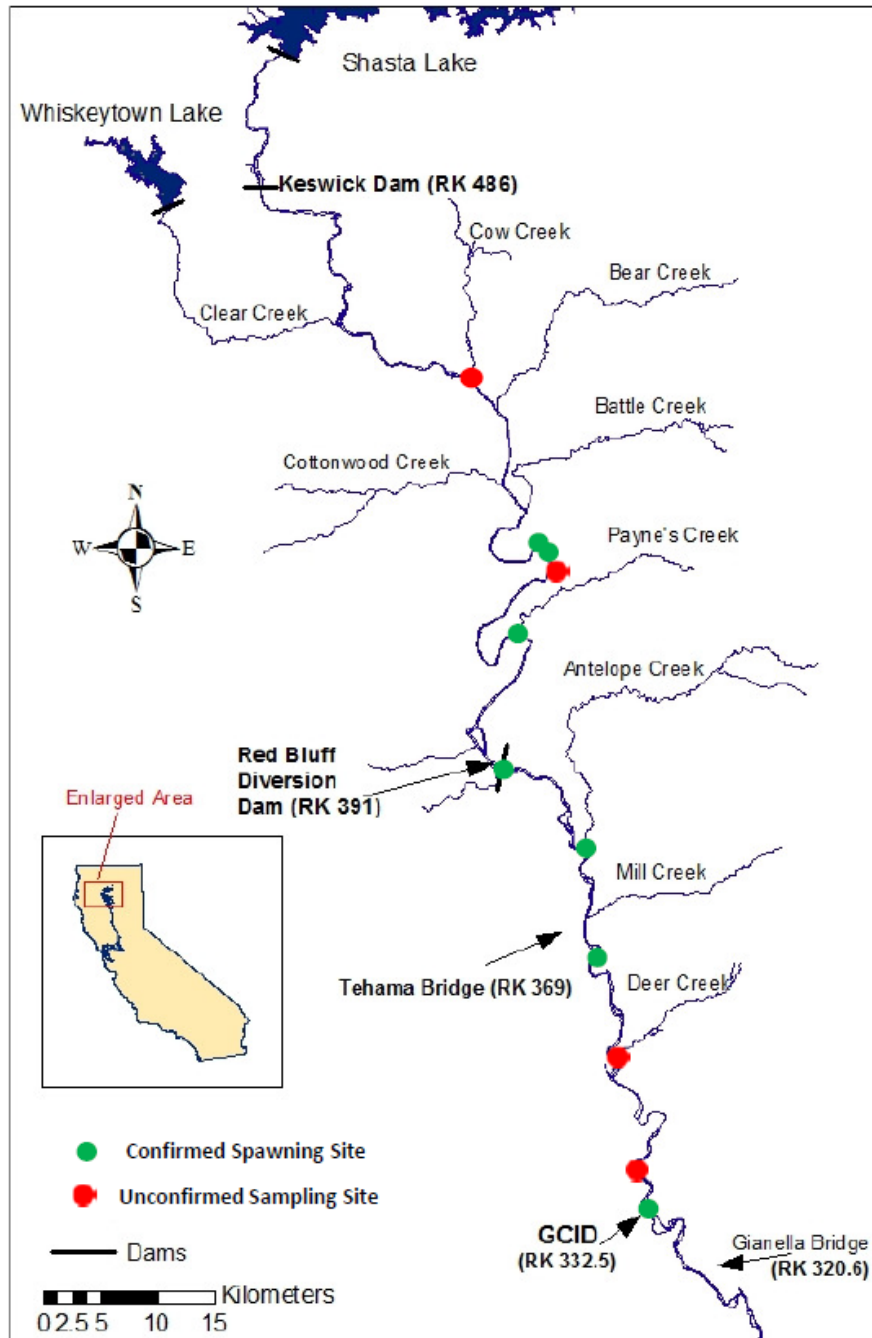 Shasta Lake
Whiskeytown Lake
Keswick Dam (RK 486)
Cow Creek
Bear Creek
Clear Creek
Battle Creek
Cottonwood Creek
N
W
E
S
Payne's Creek
Antelope Creek
Red Bluff
Diversion
Dam (RK 391)
Enlarged Area
Mill Creek
Tehama Bridge (RK 369)
Deer Creek
Confirmed Spawning Site
Unconfirmed Sampling Site
GCID
(RK 332.5)
Gianella Bridge
(RK 320.6)
Dams
Kilometers
02.5 5 10 15